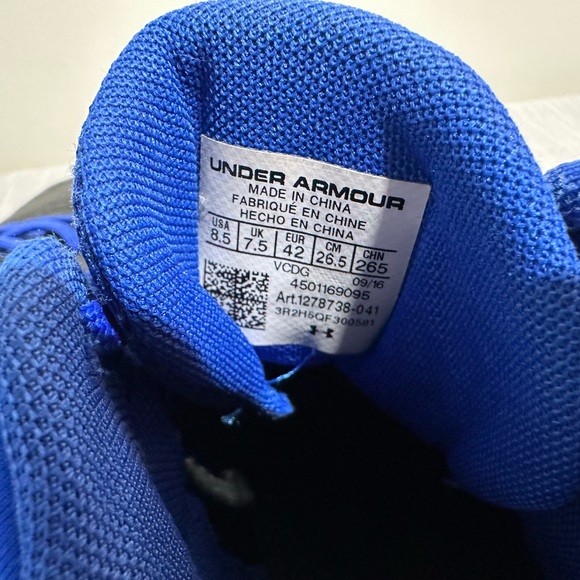 UNDER ARMOUR
MADE IN CHINA
FABRIQUÉ EN CHINE
HECHO EN CHINA
USA UK EUR CM CHN
8.5 7.5 42 26.5 265
VCDG 09/16
4501169095
Art.1278738-041
3R2H5QF300581